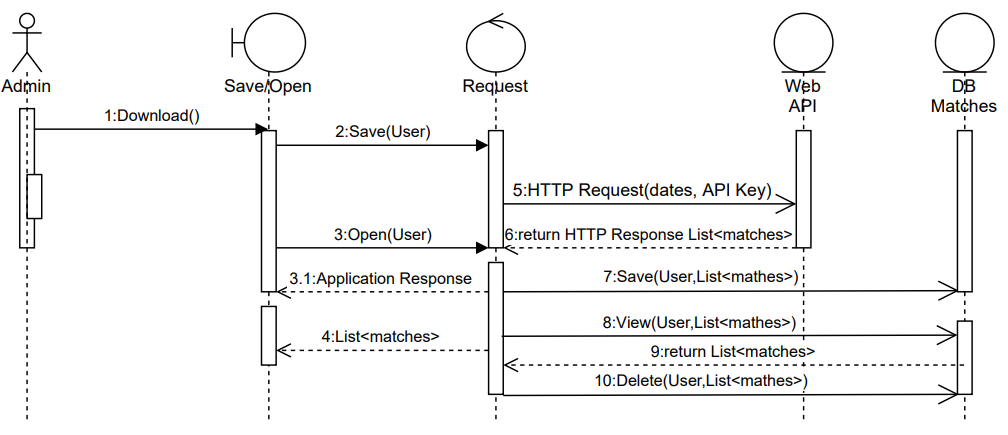 Admin
Save/Open
Request
Web
API
DB
Matches
1:Download()
2:Save(User)
5:HTTP Request(dates, API Key)
3:Open(User)
6:return HTTP Response List<matches>
3.1:Application Response
7:Save(User,List<mathes>)
8:View(User,List<mathes>)
4:List<matches>
9:return List<matches>
10:Delete(User,List<mathes>)